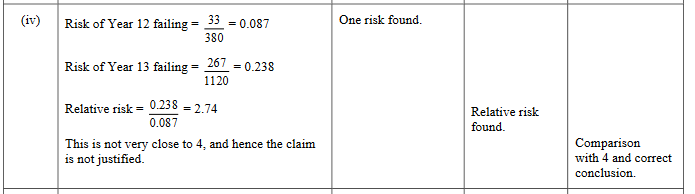 (iv)
Risk of Year 12 failing = 33/380 = 0.087
One risk found.
Risk of Year 13 failing = 267/1120 = 0.238
Relative risk = 0.238/0.087 = 2.74
Relative risk
found.
This is not very close to 4, and hence the claim
is not justified.
Comparison
with 4 and correct
conclusion.